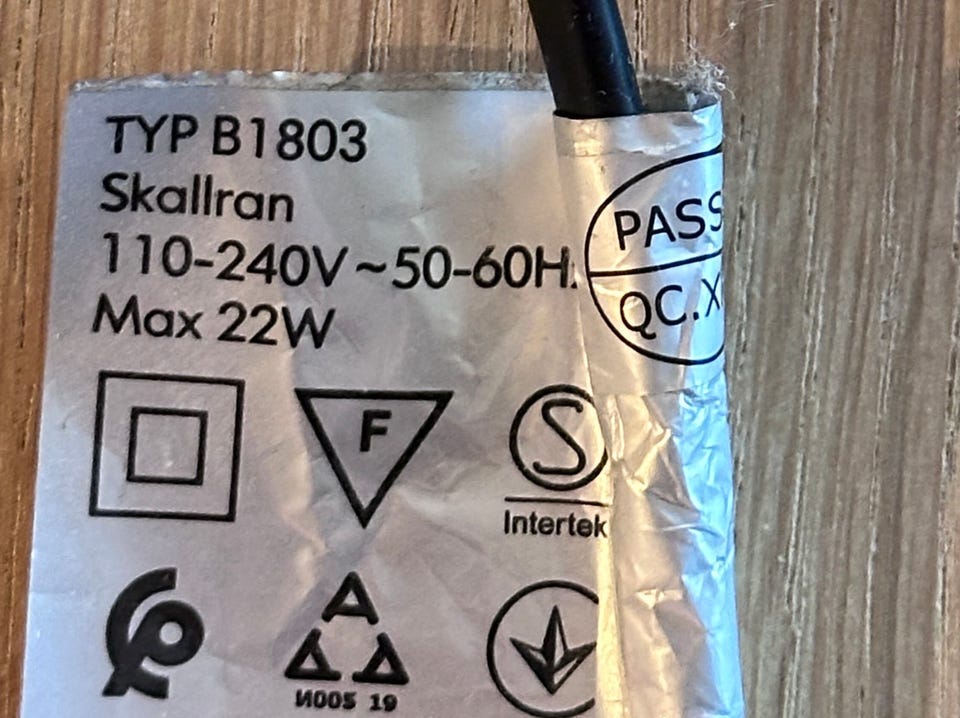 TYP B1803
Skallran
110-240V~50-60H
Max 22W
PASS
QC.X
F
S
Intertek
И005 19